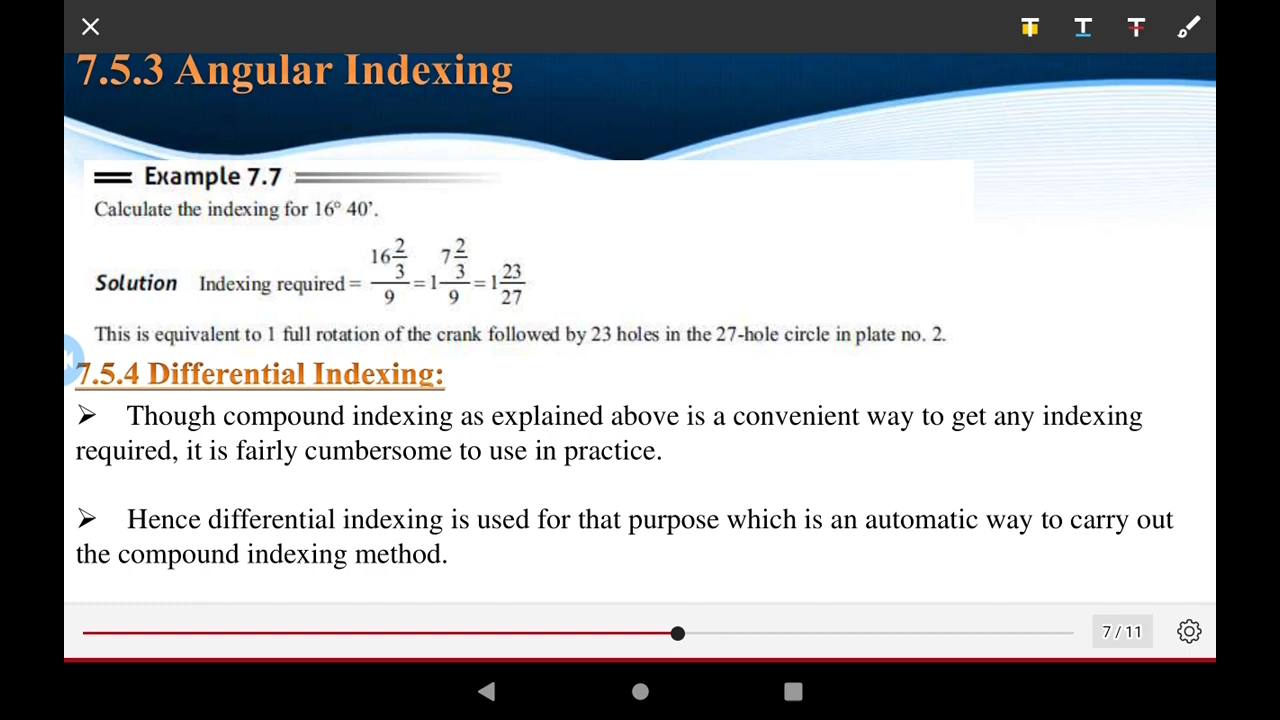 7.5.3 Angular Indexing
Example 7.7
Calculate the indexing for 16° 40’.
Solution Indexing required = 16 2/3 / 9 = 1 7 2/3 / 9 = 1 23/27
This is equivalent to 1 full rotation of the crank followed by 23 holes in the 27-hole circle in plate no. 2.
7.5.4 Differential Indexing:
➢ Though compound indexing as explained above is a convenient way to get any indexing
required, it is fairly cumbersome to use in practice.
➢ Hence differential indexing is used for that purpose which is an automatic way to carry out
the compound indexing method.
7 / 11